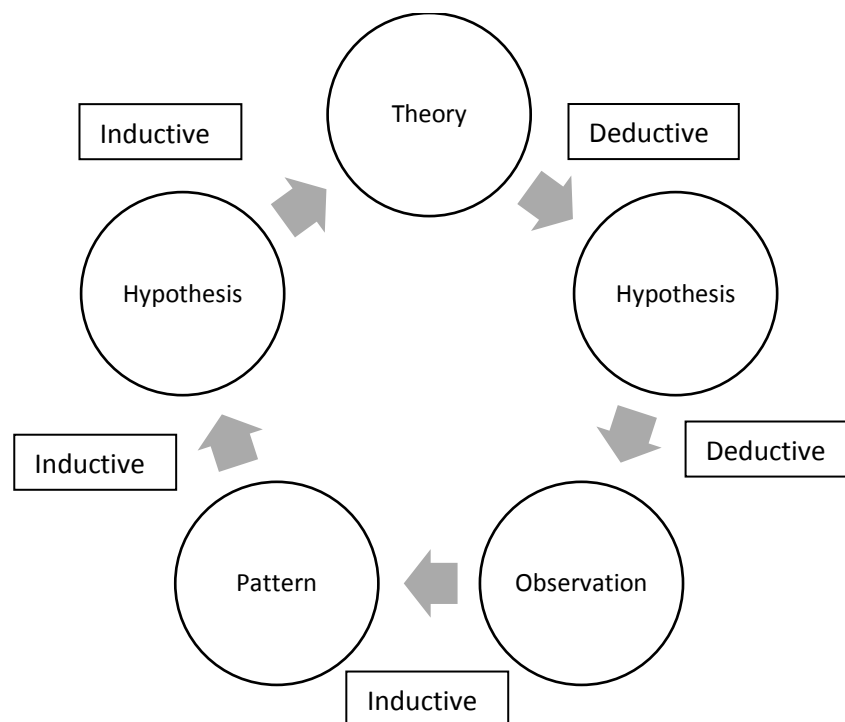 Theory
Inductive
Deductive
Hypothesis
Hypothesis
Inductive
Deductive
Pattern
Observation
Inductive